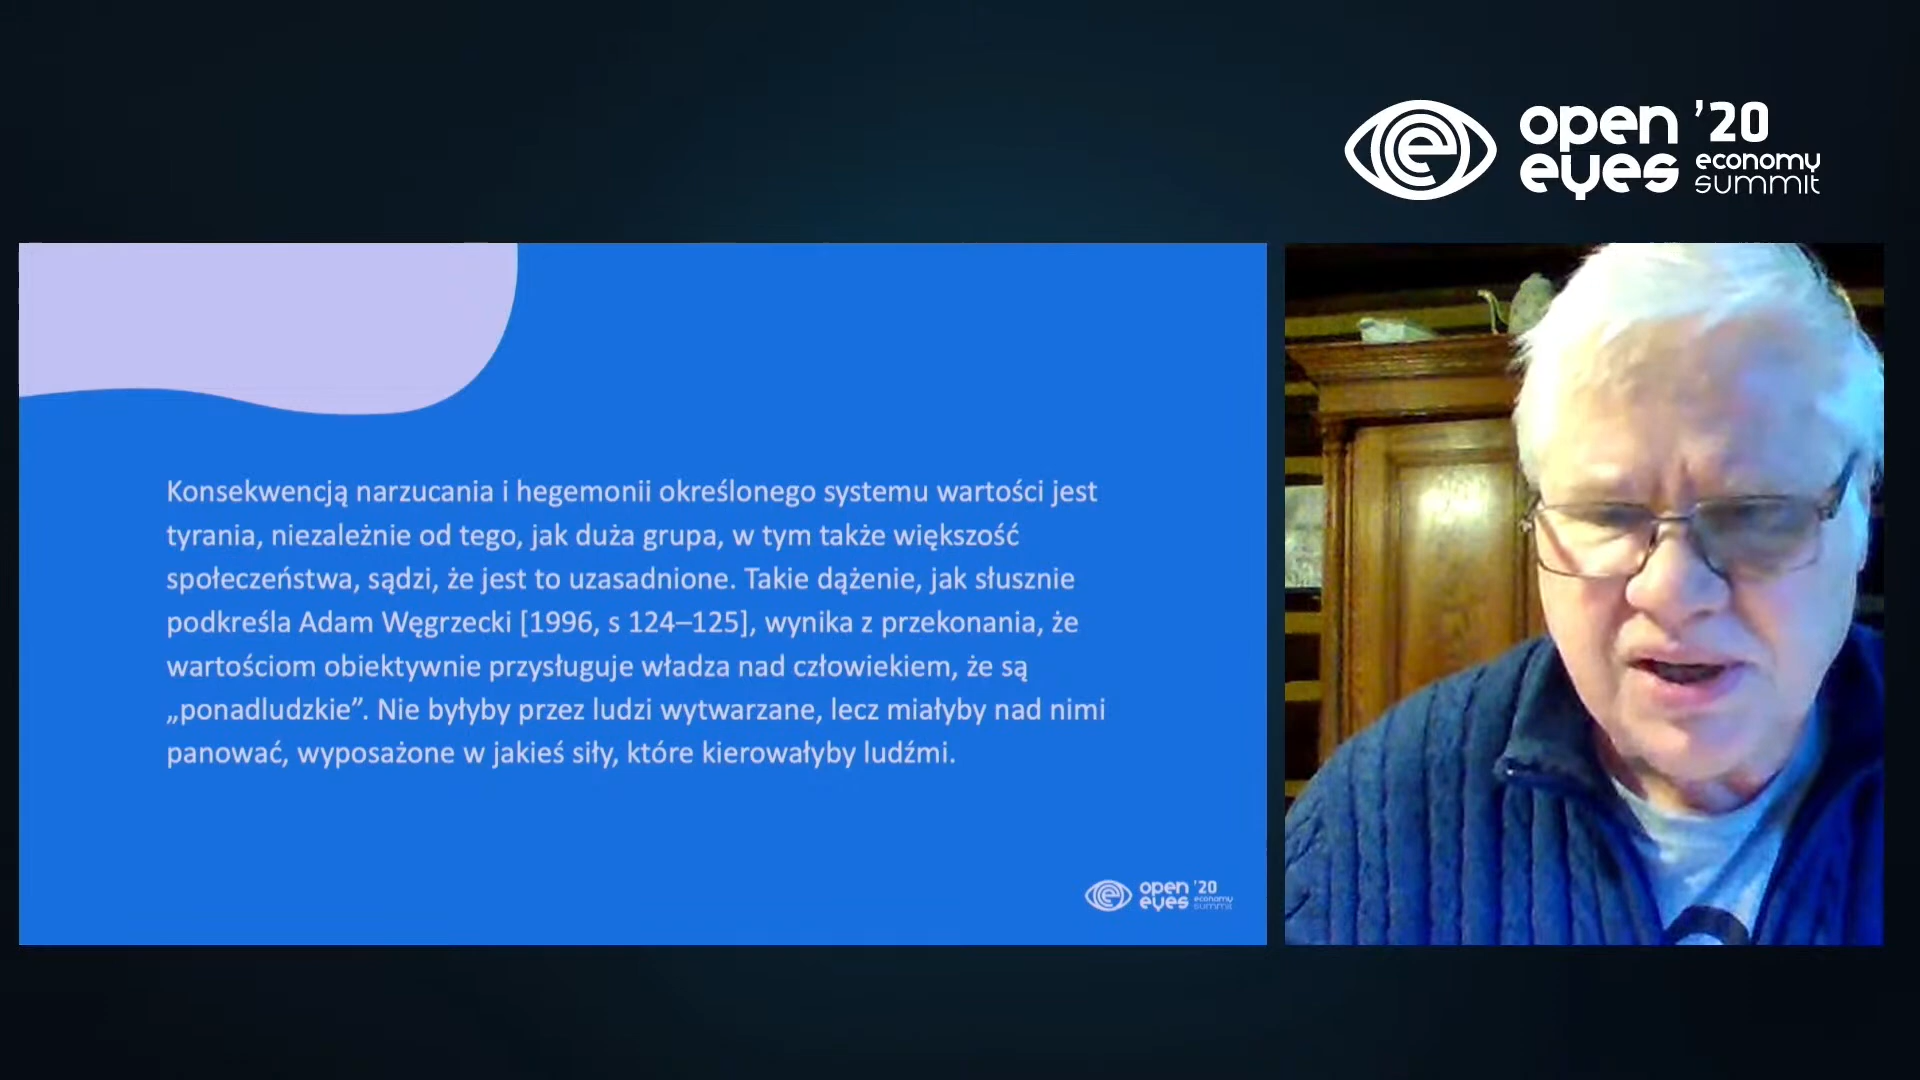 open '20
eyes economy
summit
Konsekwencją narzucania i hegemonii określonego systemu wartości jest
tyrania, niezależnie od tego, jak duża grupa, w tym także większość
społeczeństwa, sądzi, że jest to uzasadnione. Takie dążenie, jak słusznie
podkreśla Adam Węgrzecki [1996, s 124–125], wynika z przekonania, że
wartościom obiektywnie przysługuje władza nad człowiekiem, że są
„ponadludzkie”. Nie byłyby przez ludzi wytwarzane, lecz miałyby nad nimi
panować, wyposażone w jakieś siły, które kierowałyby ludźmi.
open '20
eyes economy
summit